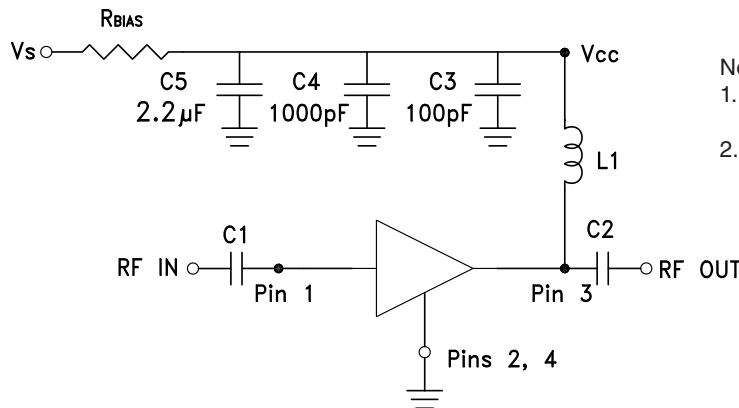 RBIAS
Vs
Vcc
C5
2.2µF
C4
1000pF
C3
100pF
1.
2.
L1
C1
C2
RF IN
RF OUT
Pin 1
Pin 3
Pins 2, 4